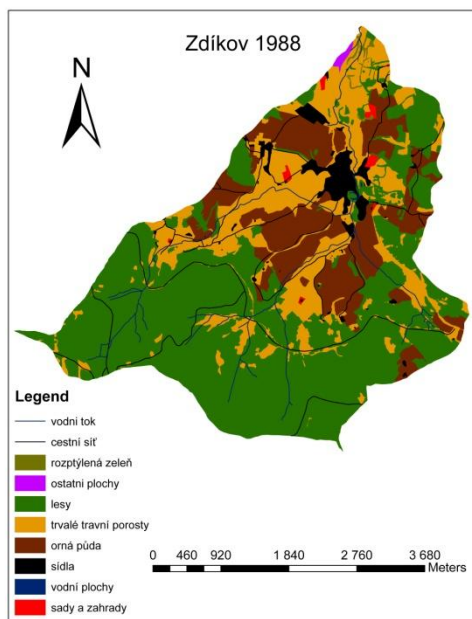 Zdíkov 1988
N
Legend
vodní tok
cestní síť
rozptýlená zeleň
ostatni plochy
lesy
trvalé travní porosty
orná půda
sídla
vodní plochy
sady a zahrady
0 460 920 1 840 2 760 3 680
Meters